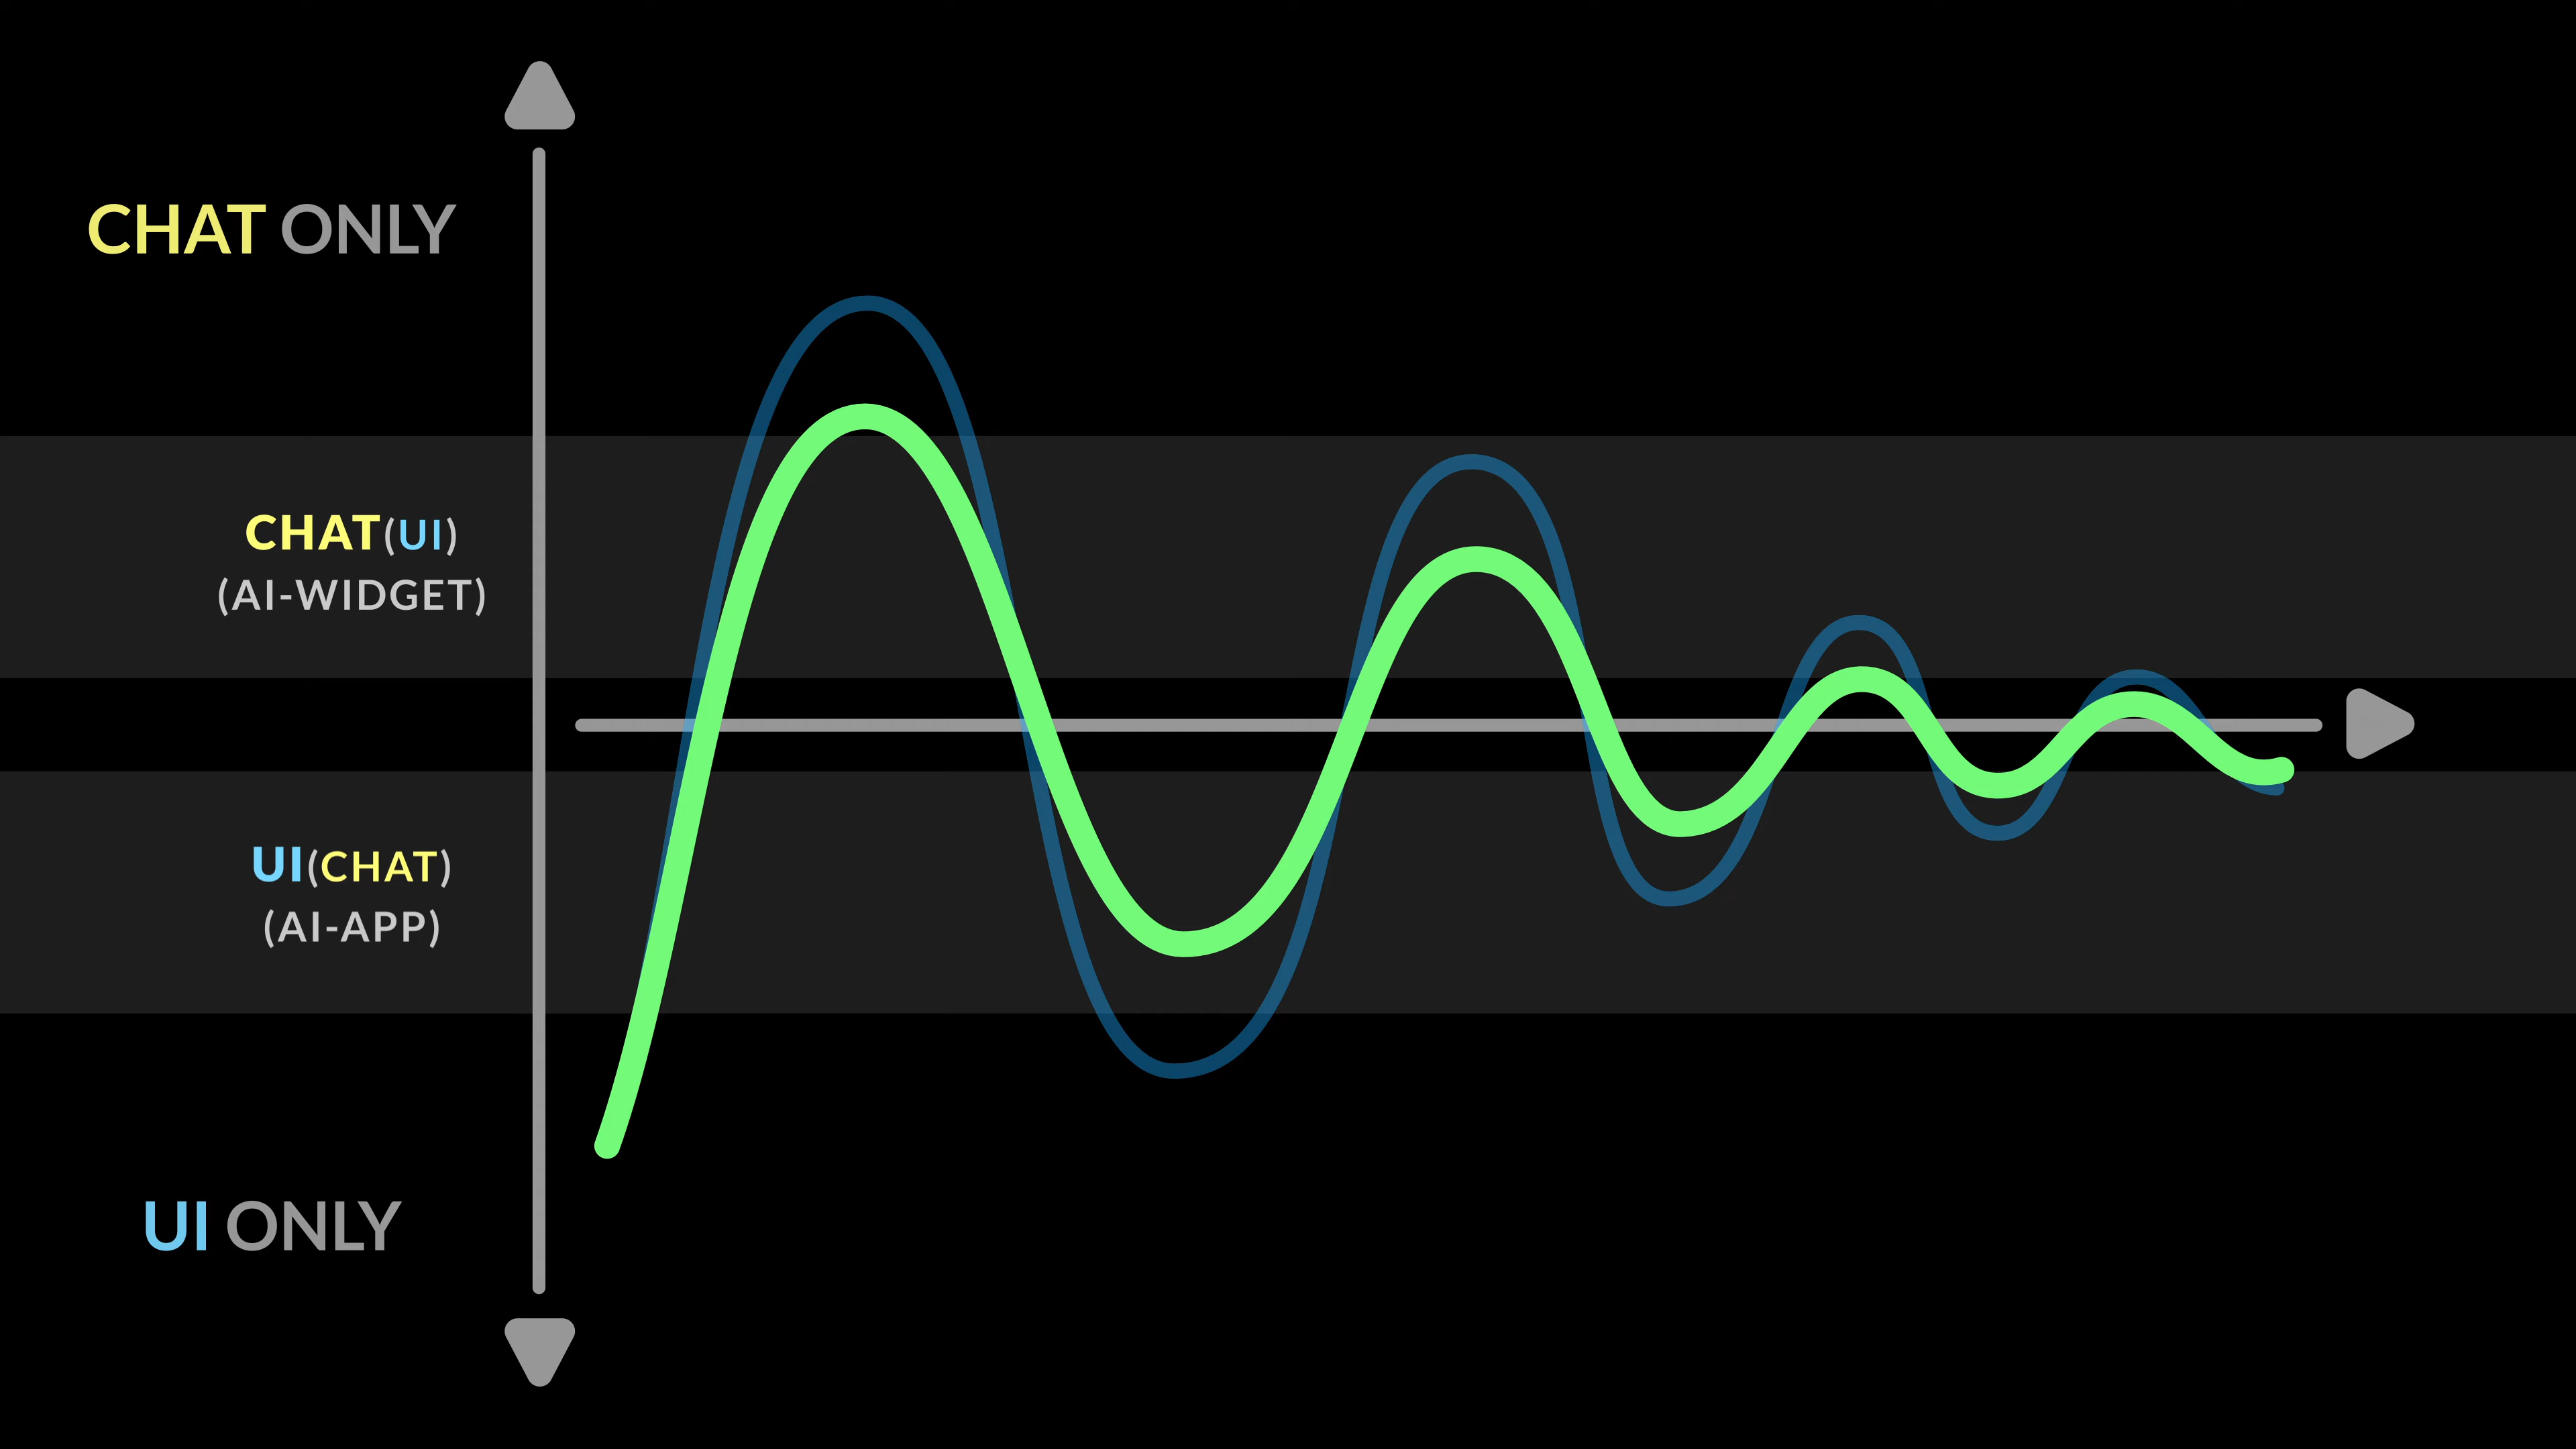 CHAT ONLY
CHAT(UI)
(AI-WIDGET)
UI(CHAT)
(AI-APP)
UI ONLY